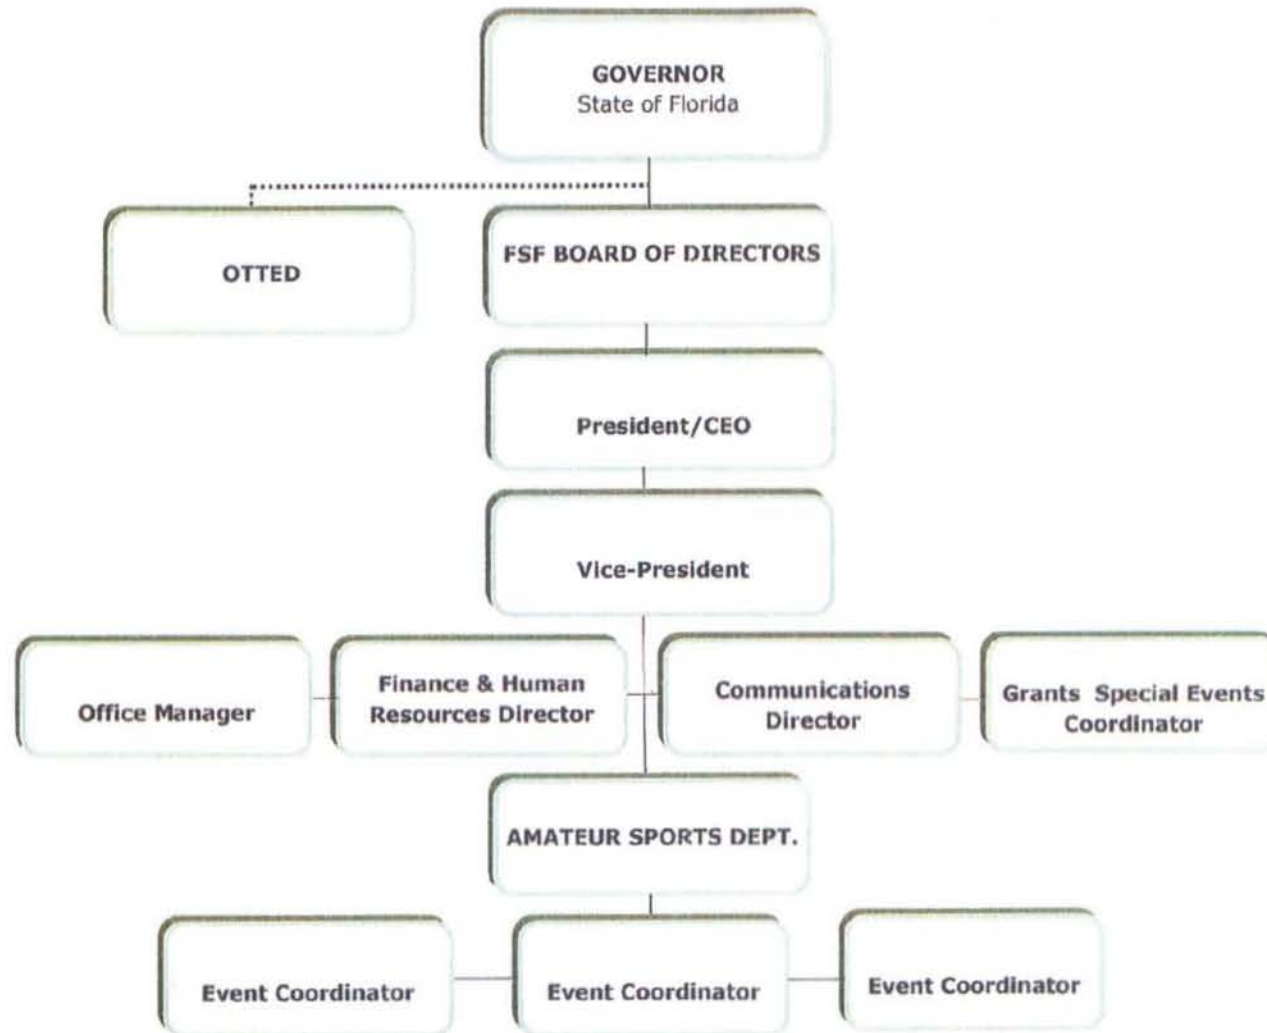 GOVERNOR
State of Florida
OTTED
FSF BOARD OF DIRECTORS
President/CEO
Vice-President
Office Manager
Finance & Human
Resources Director
Communications
Director
Grants Special Events
Coordinator
AMATEUR SPORTS DEPT.
Event Coordinator
Event Coordinator
Event Coordinator